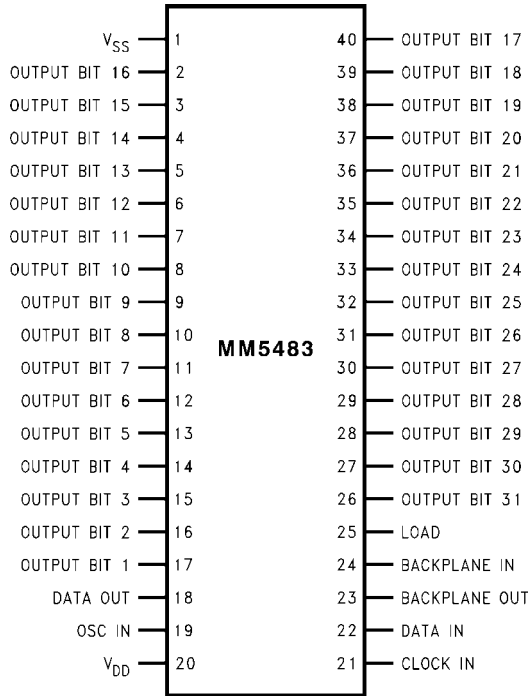 V_SS 1 40 OUTPUT BIT 17
OUTPUT BIT 16 2 39 OUTPUT BIT 18
OUTPUT BIT 15 3 38 OUTPUT BIT 19
OUTPUT BIT 14 4 37 OUTPUT BIT 20
OUTPUT BIT 13 5 36 OUTPUT BIT 21
OUTPUT BIT 12 6 35 OUTPUT BIT 22
OUTPUT BIT 11 7 34 OUTPUT BIT 23
OUTPUT BIT 10 8 33 OUTPUT BIT 24
OUTPUT BIT 9 9 32 OUTPUT BIT 25
OUTPUT BIT 8 10 31 OUTPUT BIT 26
MM5483
OUTPUT BIT 7 11 30 OUTPUT BIT 27
OUTPUT BIT 6 12 29 OUTPUT BIT 28
OUTPUT BIT 5 13 28 OUTPUT BIT 29
OUTPUT BIT 4 14 27 OUTPUT BIT 30
OUTPUT BIT 3 15 26 OUTPUT BIT 31
OUTPUT BIT 2 16 25 LOAD
OUTPUT BIT 1 17 24 BACKPLANE IN
DATA OUT 18 23 BACKPLANE OUT
OSC IN 19 22 DATA IN
V_DD 20 21 CLOCK IN